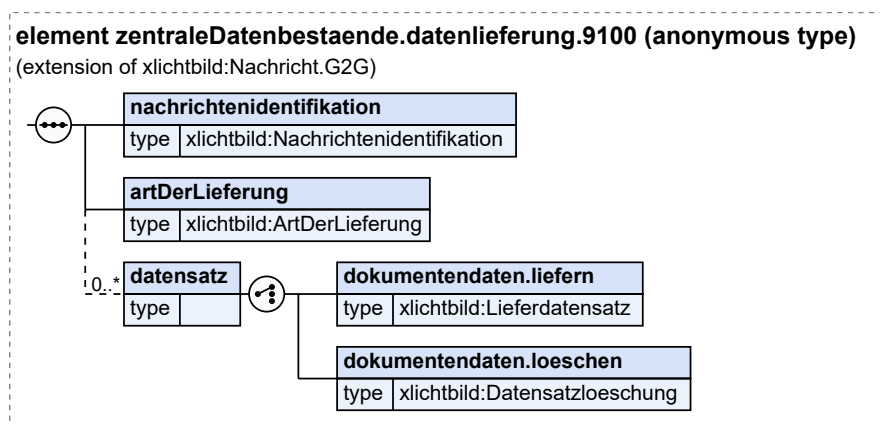 element zentraleDatenbestaende.datenlieferung.9100 (anonymous type)
(extension of xlichtbild:Nachricht.G2G)
nachrichtenidentifikation
type xlichtbild:Nachrichtenidentifikation
artDerLieferung
type xlichtbild:ArtDerLieferung
0..*
datensatz
type
dokumentendaten.liefern
type xlichtbild:Lieferdatensatz
dokumentendaten.loeschen
type xlichtbild:Datensatzloeschung